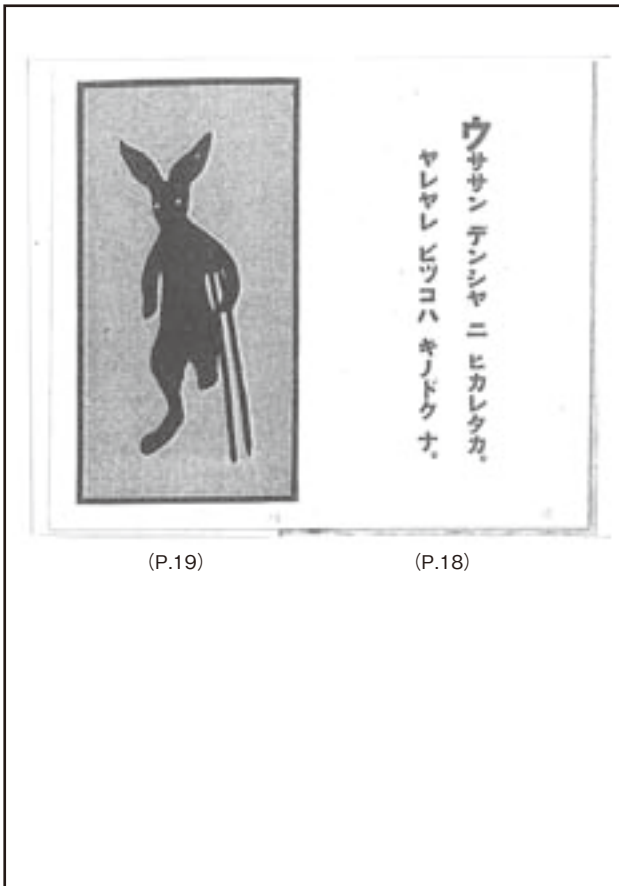 ウササン デンシヤ ニ ヒカレタカ。
ヤレヤレ ビツコハ キノドク ナ。
(P.19)
(P.18)